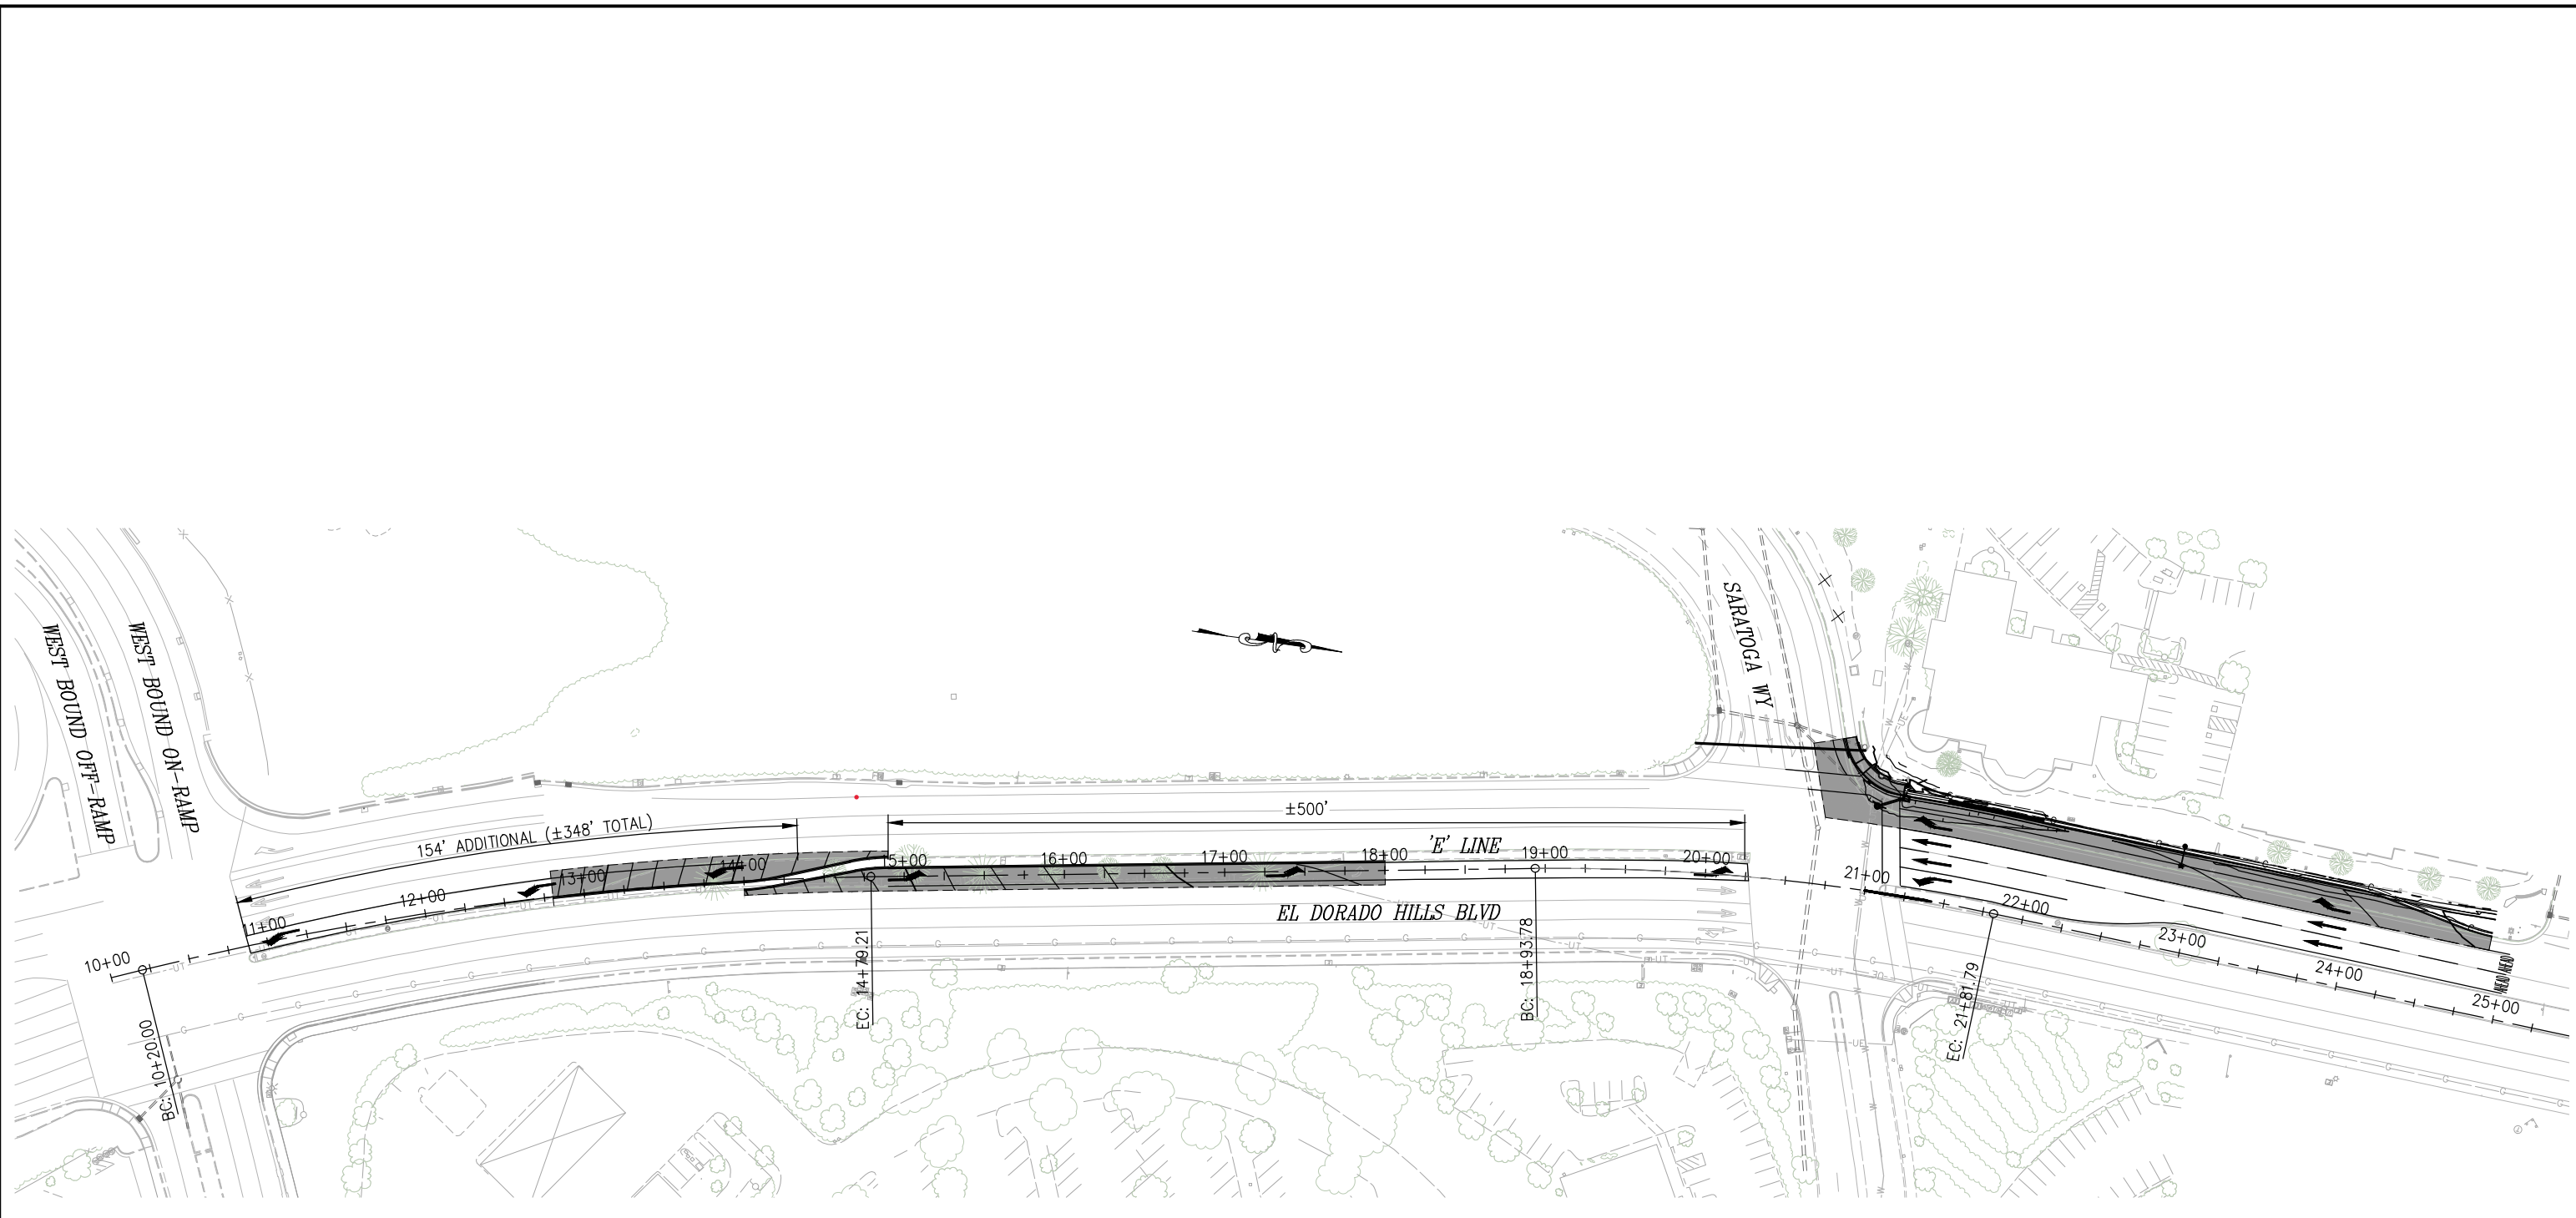 WEST BOUND OFF-RAMP
WEST BOUND ON-RAMP
SARATOGA WY
±500'
154' ADDITIONAL (±348' TOTAL)
'E' LINE
10+00
11+00
12+00
13+00
14+00
15+00
16+00
17+00
18+00
19+00
20+00
21+00
22+00
23+00
24+00
25+00
EL DORADO HILLS BLVD
BC: 10+20.00
EC: 14+79.21
BC: 18+93.78
EC: 21+81.79